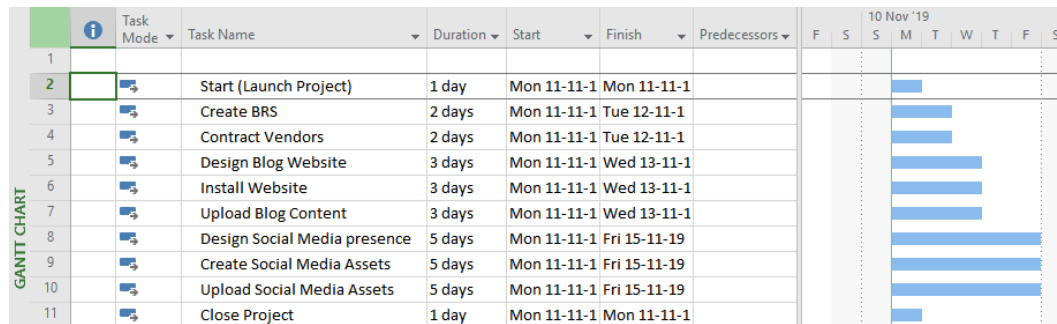 Task Mode Task Name Duration Start Finish Predecessors
10 Nov '19
F S S M T W T F S
1
2 Start (Launch Project) 1 day Mon 11-11-1 Mon 11-11-1
3 Create BRS 2 days Mon 11-11-1 Tue 12-11-1
4 Contract Vendors 2 days Mon 11-11-1 Tue 12-11-1
5 Design Blog Website 3 days Mon 11-11-1 Wed 13-11-1
6 Install Website 3 days Mon 11-11-1 Wed 13-11-1
7 Upload Blog Content 3 days Mon 11-11-1 Wed 13-11-1
8 Design Social Media presence 5 days Mon 11-11-1 Fri 15-11-19
9 Create Social Media Assets 5 days Mon 11-11-1 Fri 15-11-19
10 Upload Social Media Assets 5 days Mon 11-11-1 Fri 15-11-19
11 Close Project 1 day Mon 11-11-1 Mon 11-11-1
GANTT CHART